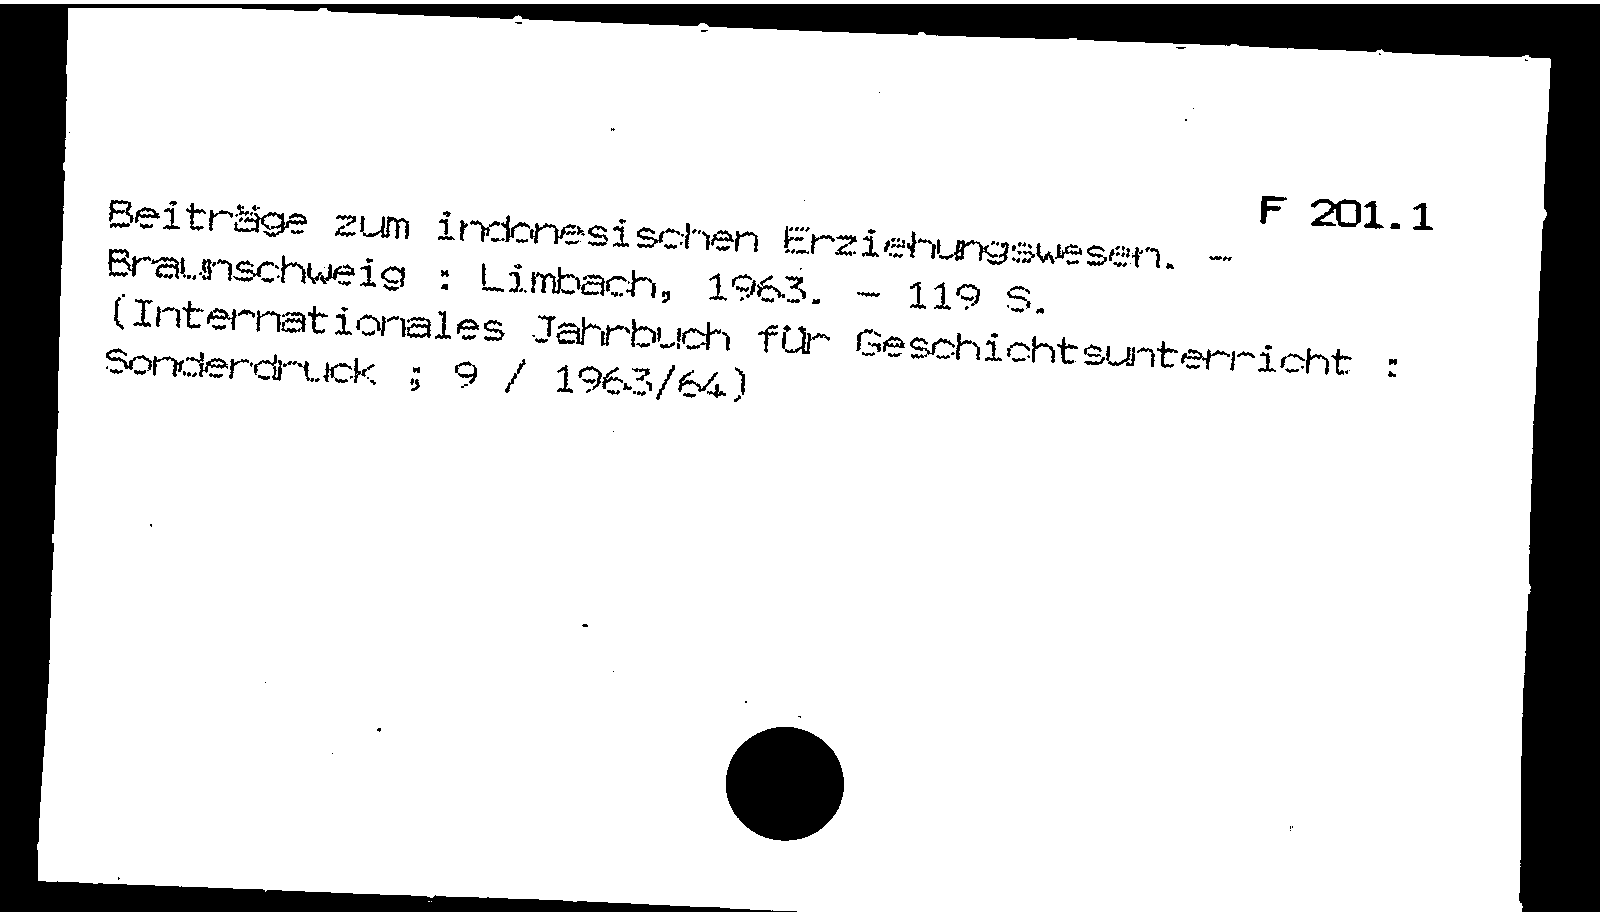 F 201.1
Beiträge zum indonesischen Erziehungswesen. -
Braunschweig : Limbach, 1963. - 119 S.
(Internationales Jahrbuch für Geschichtsunterricht :
Sonderdruck ; 9 / 1963/64)